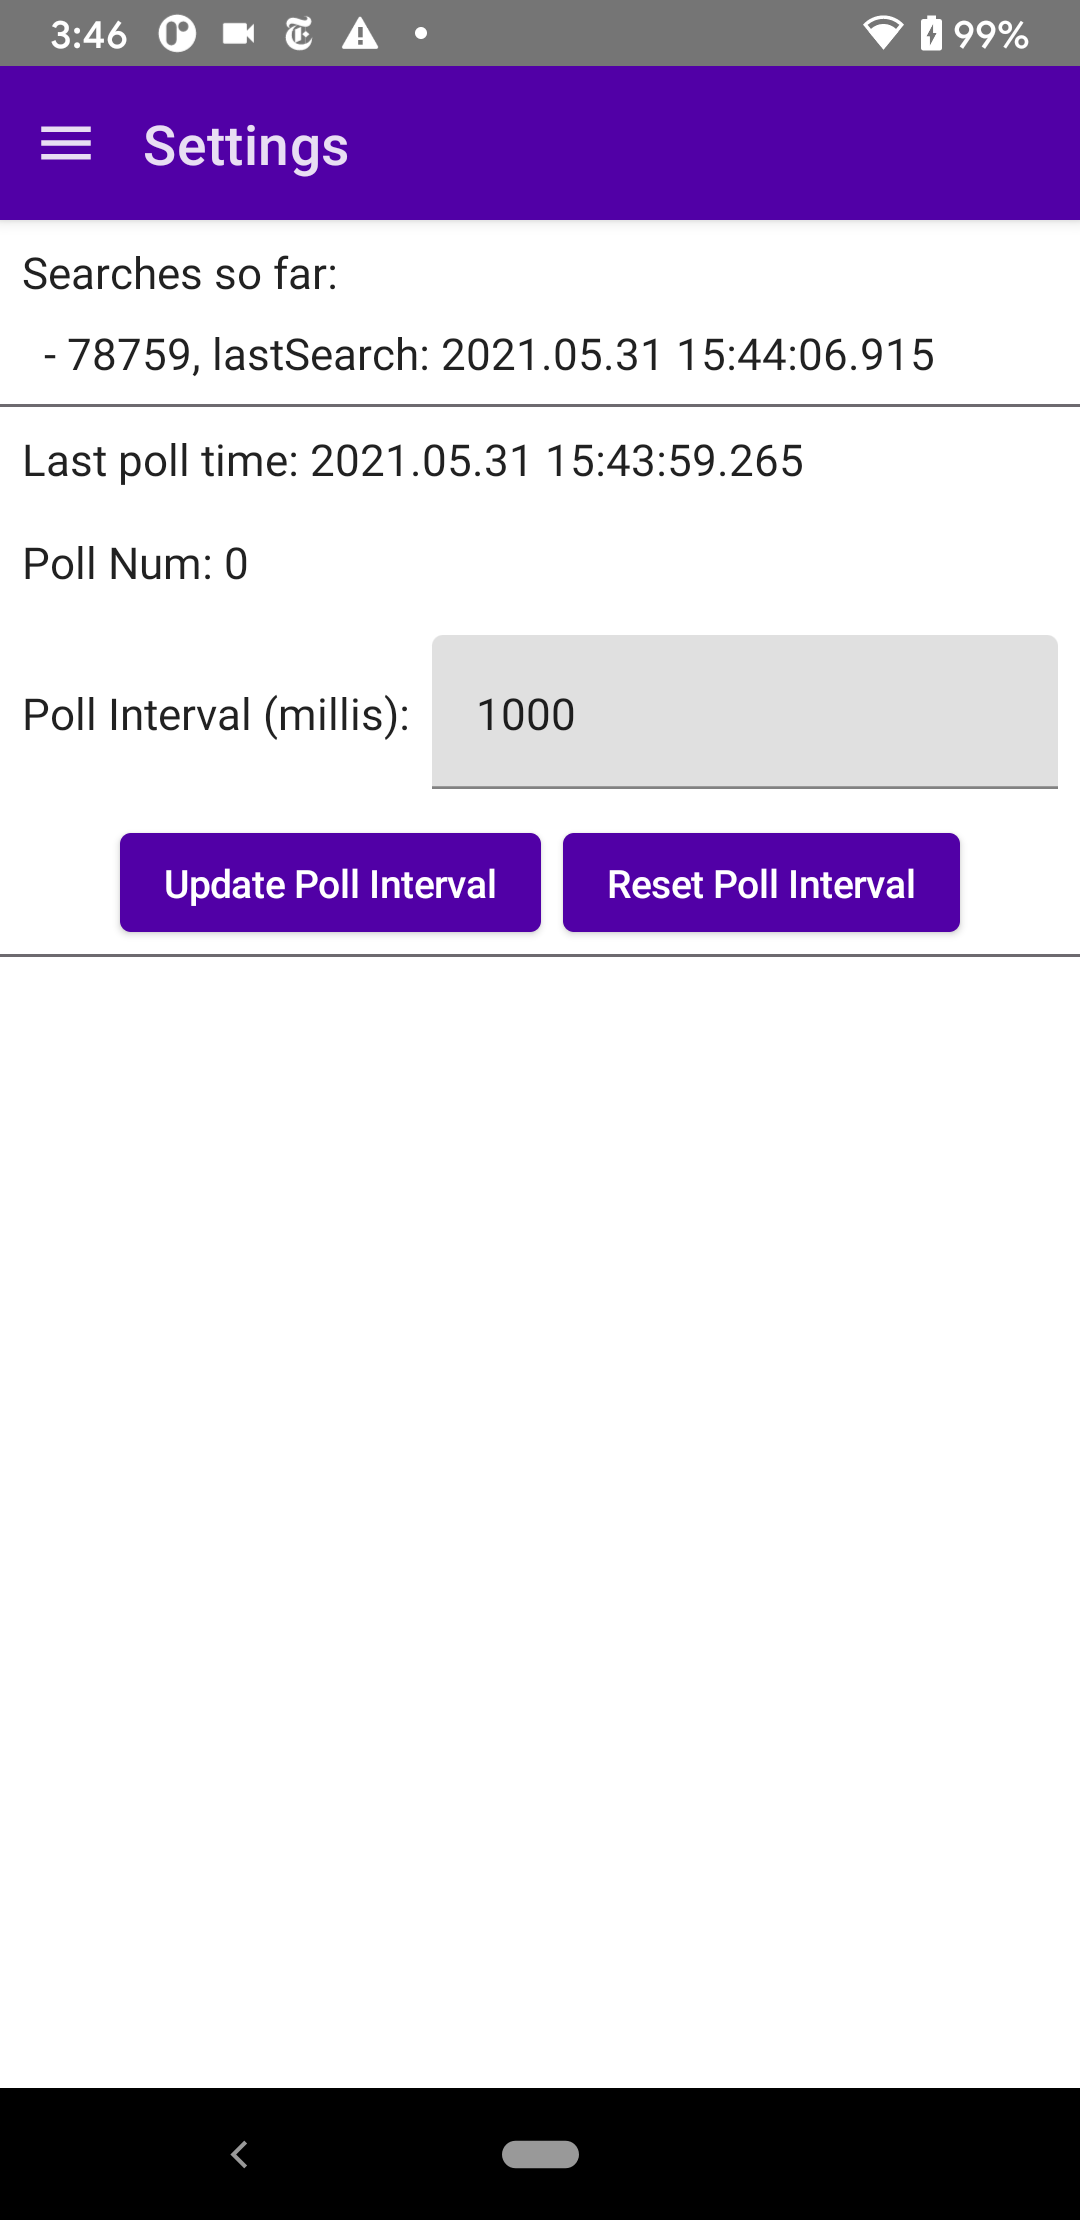 3:46 99%
Settings
Searches so far:
- 78759, lastSearch: 2021.05.31 15:44:06.915
Last poll time: 2021.05.31 15:43:59.265
Poll Num: 0
Poll Interval (millis): 1000
Update Poll Interval Reset Poll Interval